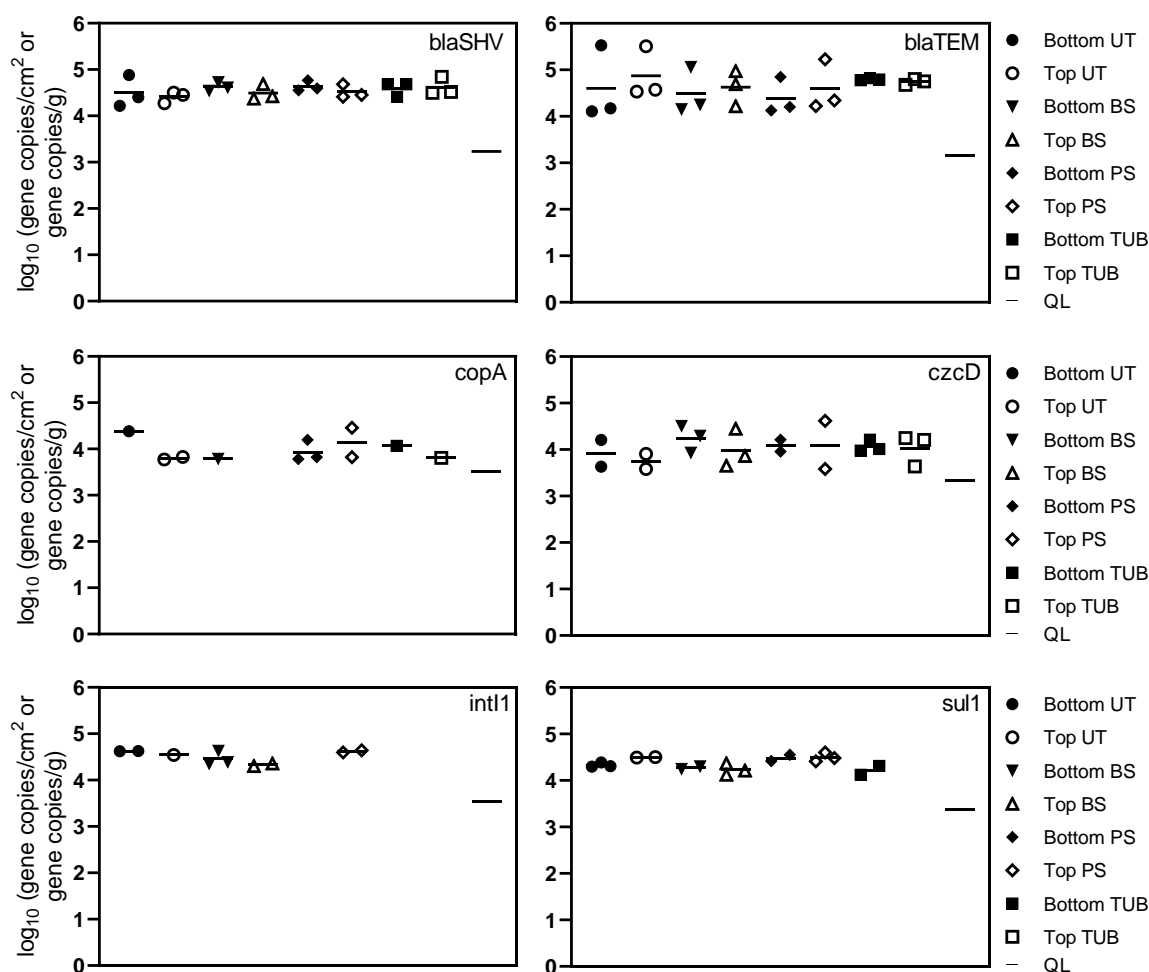 log10 (gene copies/cm2 or
gene copies/g)
6
5
4
3
2
1
0
blaSHV
6
5
4
3
2
1
0
blaTEM
Bottom UT
Top UT
Bottom BS
Top BS
Bottom PS
Top PS
Bottom TUB
Top TUB
QL
log10 (gene copies/cm2 or
gene copies/g)
6
5
4
3
2
1
0
copA
6
5
4
3
2
1
0
czcD
Bottom UT
Top UT
Bottom BS
Top BS
Bottom PS
Top PS
Bottom TUB
Top TUB
QL
log10 (gene copies/cm2 or
gene copies/g)
6
5
4
3
2
1
0
intI1
6
5
4
3
2
1
0
sul1
Bottom UT
Top UT
Bottom BS
Top BS
Bottom PS
Top PS
Bottom TUB
Top TUB
QL